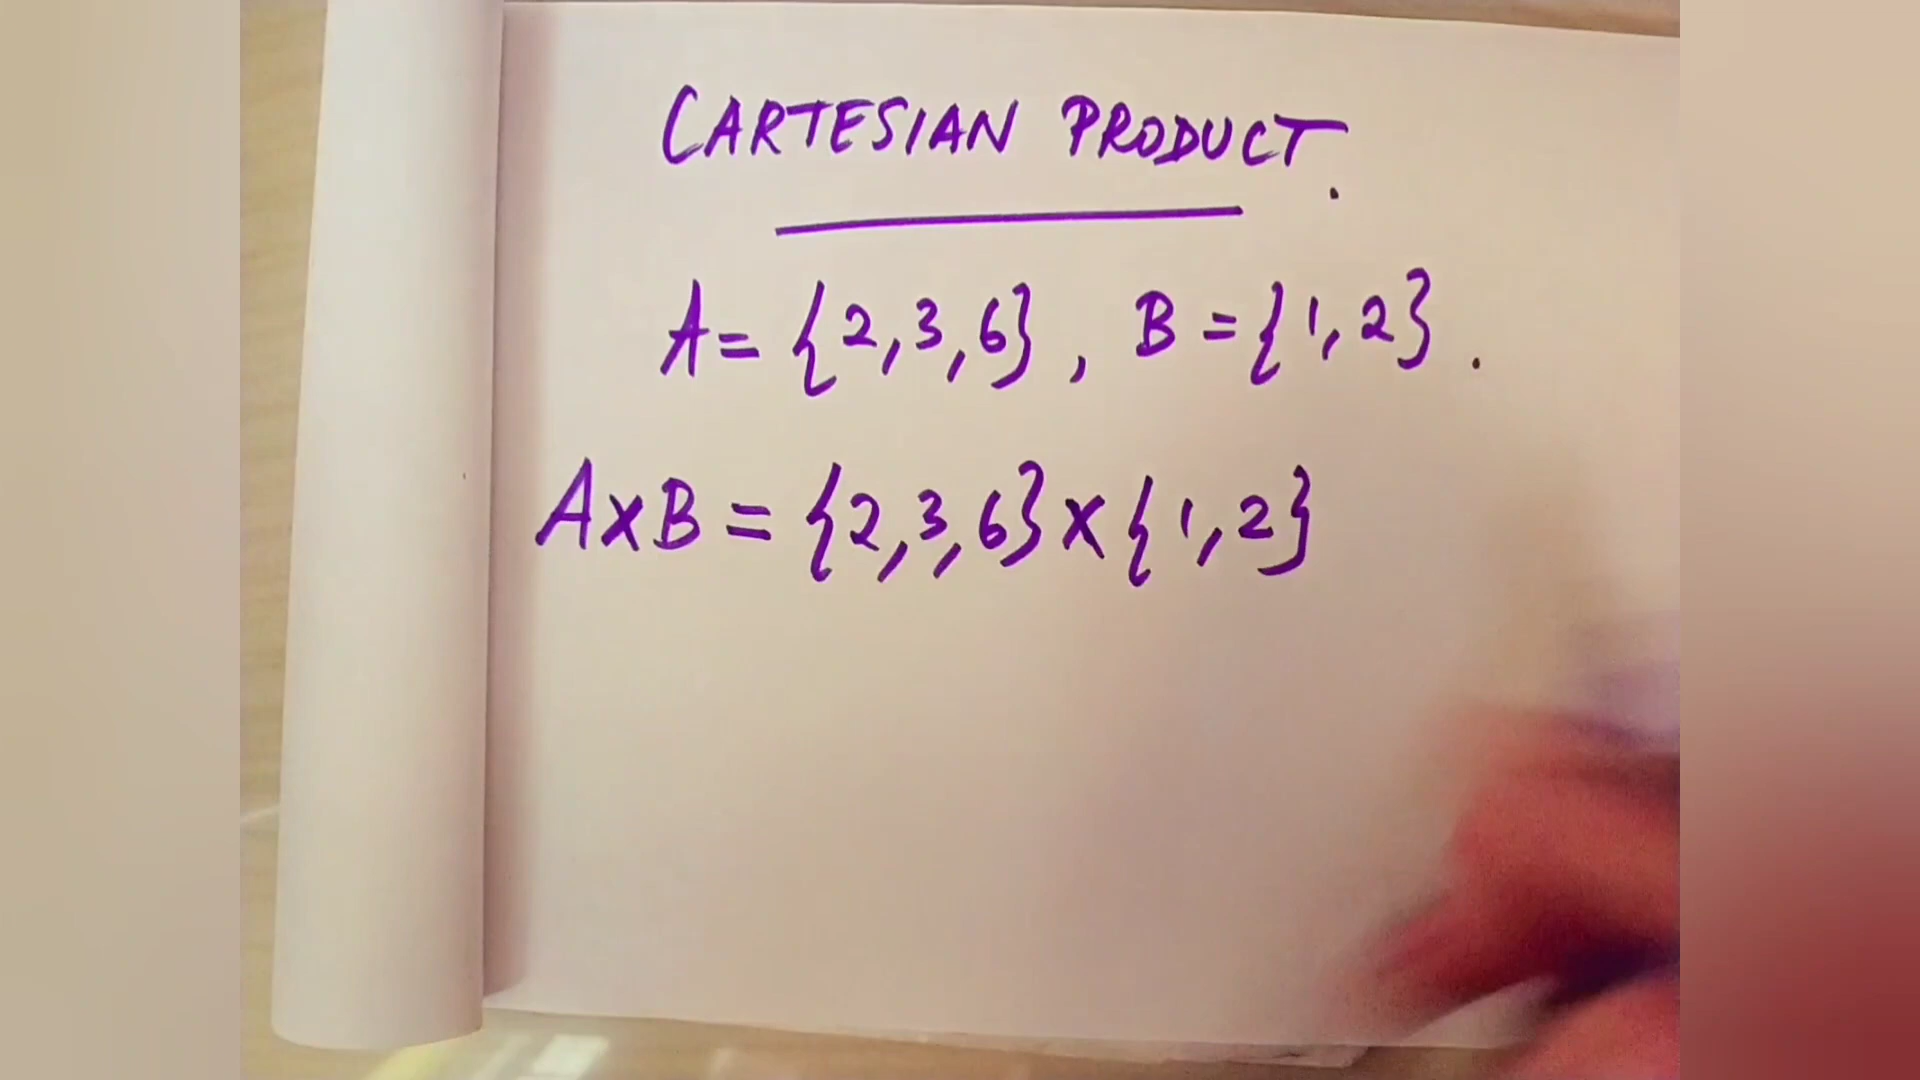 CARTESIAN PRODUCT.
A = {2,3,6}, B = {1,2}.
A×B = {2,3,6}×{1,2}